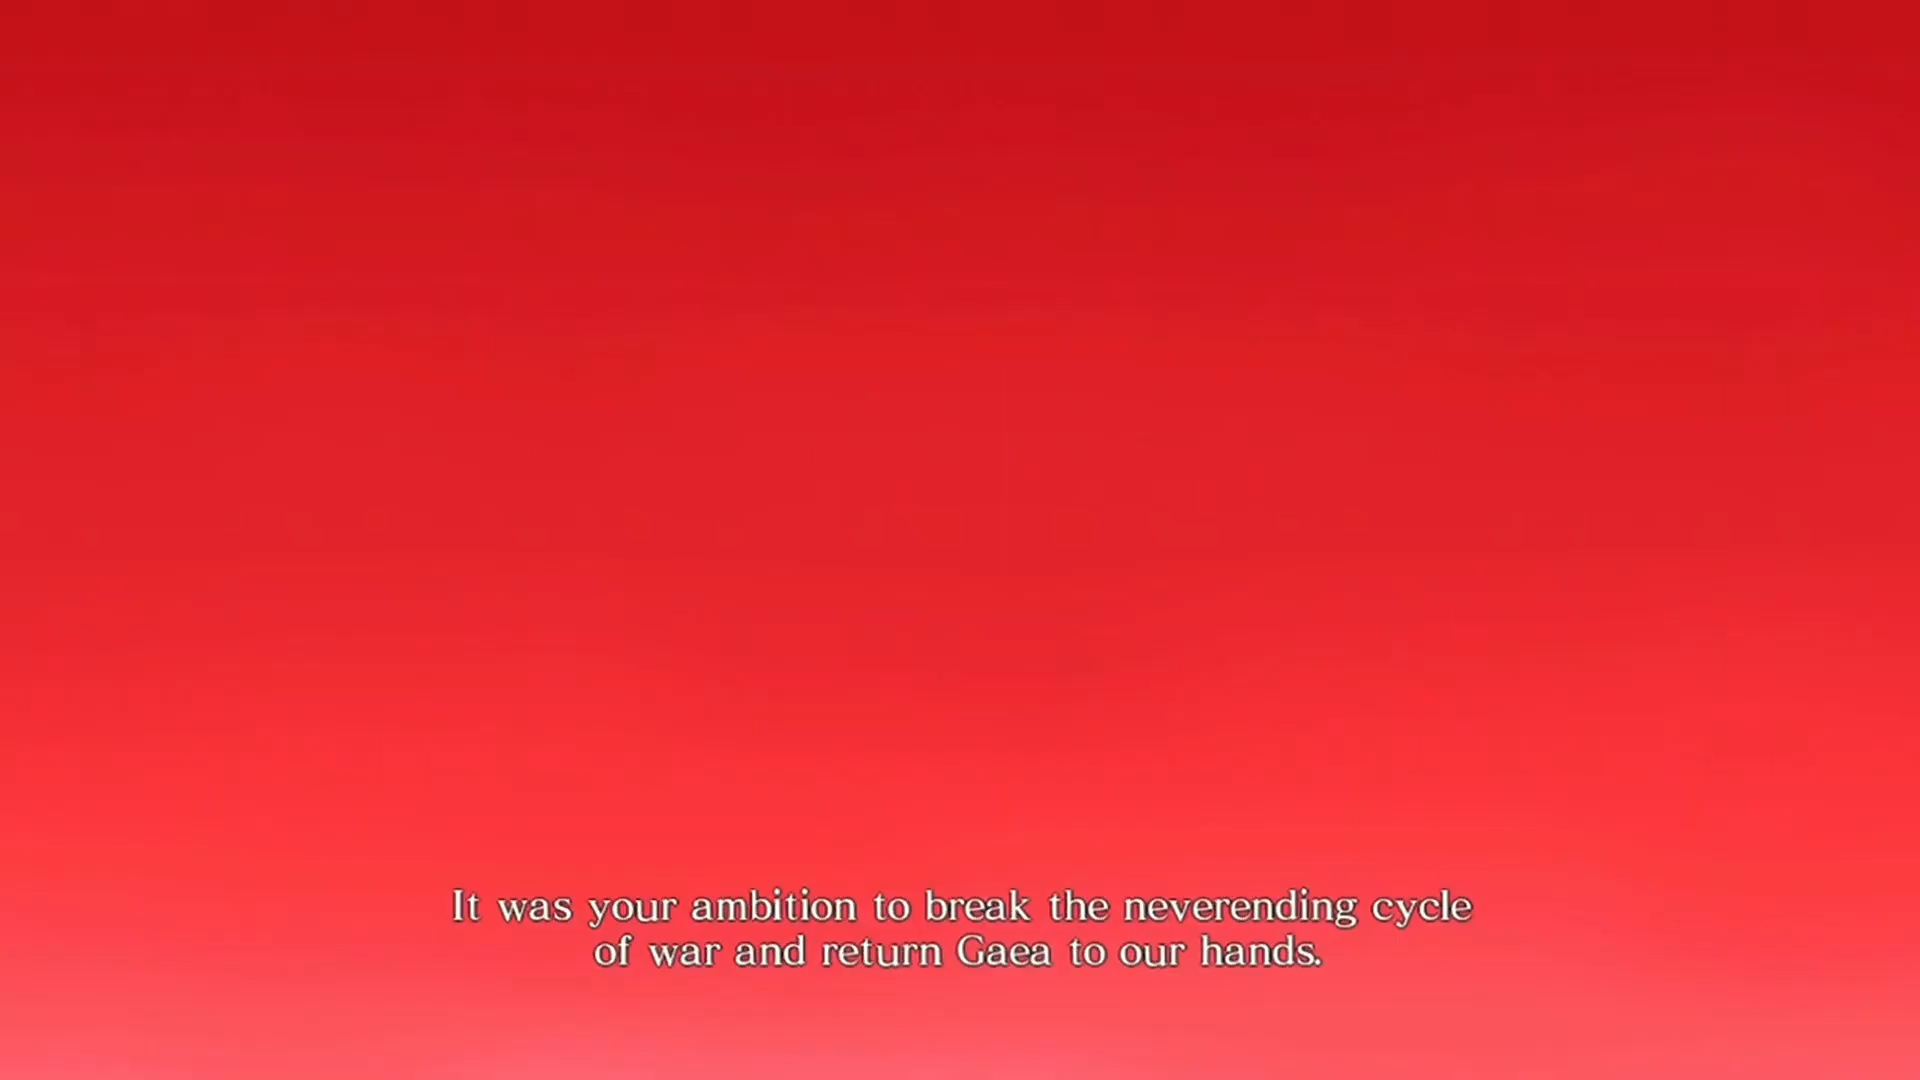 It was your ambition to break the neverending cycle
of war and return Gaea to our hands.